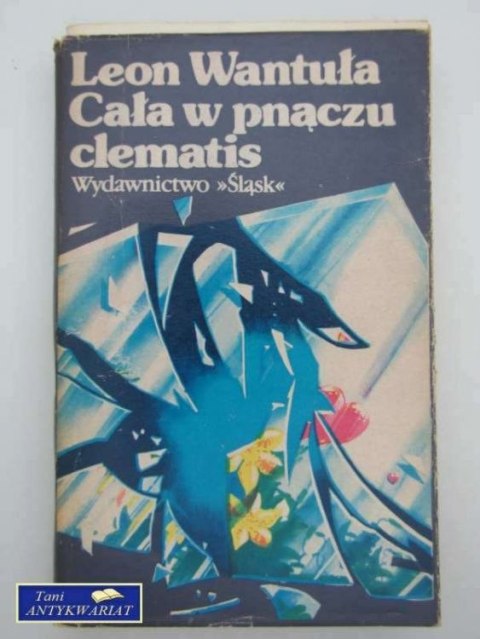 Leon Wantuła
Cała w pnączu
clematis
Wydawnictwo »Śląsk«
Tani
ANTYKWARIAT